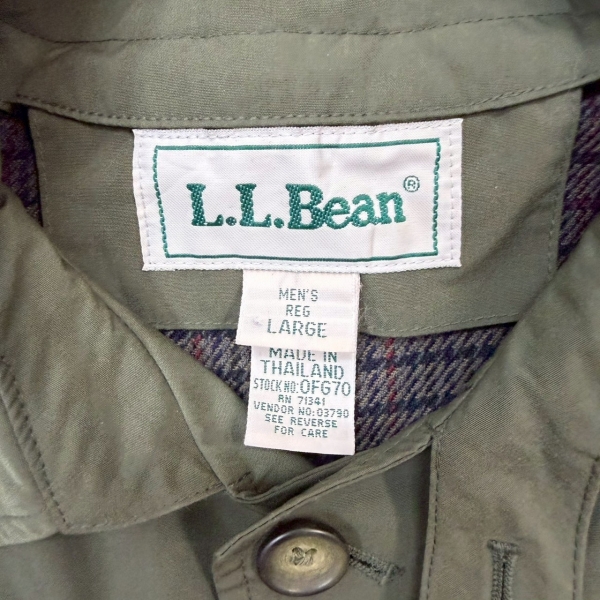 L.L.Bean®
MEN'S
REG
LARGE
MADE IN
THAILAND
STOCK NO: 0FG70
RN 71341
VENDOR NO: 03790
SEE REVERSE
FOR CARE